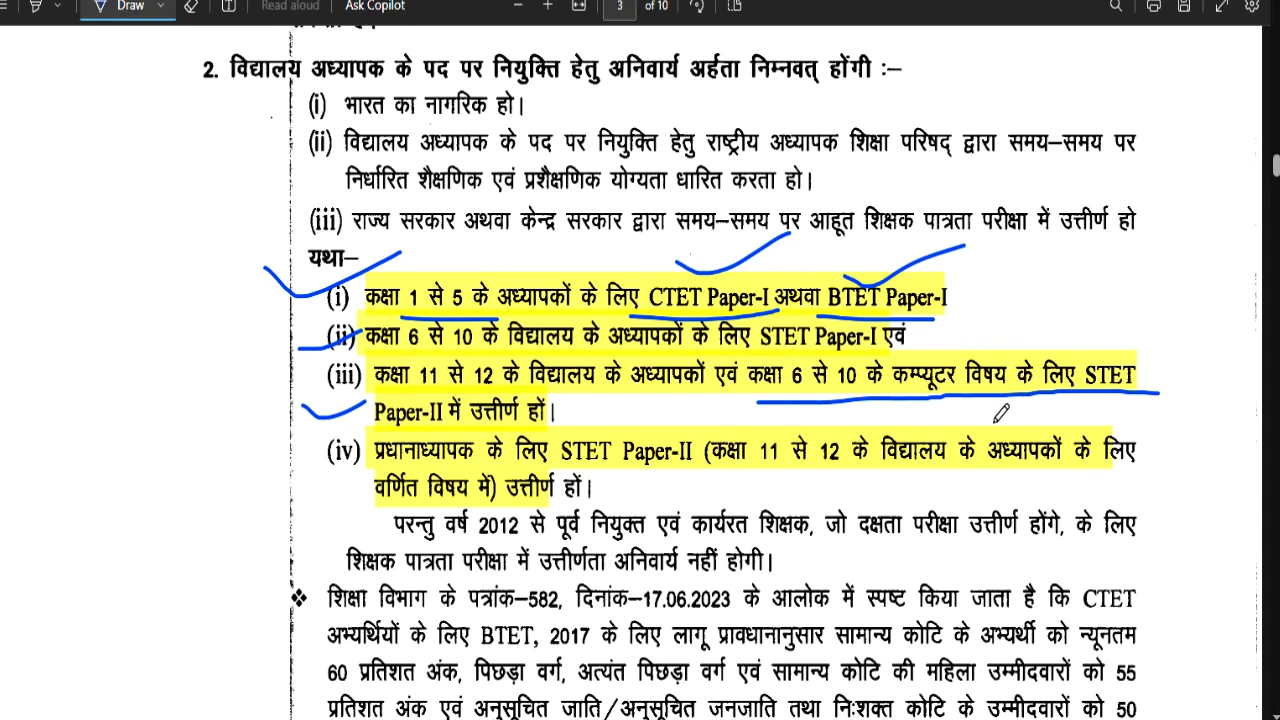 Draw
Read aloud
Ask Copilot
3
of 10
2. विद्यालय अध्यापक के पद पर नियुक्ति हेतु अनिवार्य अर्हता निम्नवत् होंगी :–
(i) भारत का नागरिक हो।
(ii) विद्यालय अध्यापक के पद पर नियुक्ति हेतु राष्ट्रीय अध्यापक शिक्षा परिषद् द्वारा समय–समय पर
निर्धारित शैक्षणिक एवं प्रशैक्षणिक योग्यता धारित करता हो।
(iii) राज्य सरकार अथवा केन्द्र सरकार द्वारा समय–समय पर आहूत शिक्षक पात्रता परीक्षा में उत्तीर्ण हो
यथा–
(i) कक्षा 1 से 5 के अध्यापकों के लिए CTET Paper-I अथवा BTET Paper-I
(ii) कक्षा 6 से 10 के विद्यालय के अध्यापकों के लिए STET Paper-I एवं
(iii) कक्षा 11 से 12 के विद्यालय के अध्यापकों एवं कक्षा 6 से 10 के कम्प्यूटर विषय के लिए STET
Paper-II में उत्तीर्ण हों।
(iv) प्रधानाध्यापक के लिए STET Paper-II (कक्षा 11 से 12 के विद्यालय के अध्यापकों के लिए
वर्णित विषय में) उत्तीर्ण हों।
परन्तु वर्ष 2012 से पूर्व नियुक्त एवं कार्यरत शिक्षक, जो दक्षता परीक्षा उत्तीर्ण होंगे, के लिए
शिक्षक पात्रता परीक्षा में उत्तीर्णता अनिवार्य नहीं होगी।
❖ शिक्षा विभाग के पत्रांक–582, दिनांक–17.06.2023 के आलोक में स्पष्ट किया जाता है कि CTET
अभ्यर्थियों के लिए BTET, 2017 के लिए लागू प्रावधानानुसार सामान्य कोटि के अभ्यर्थी को न्यूनतम
60 प्रतिशत अंक, पिछड़ा वर्ग, अत्यंत पिछड़ा वर्ग एवं सामान्य कोटि की महिला उम्मीदवारों को 55
प्रतिशत अंक एवं अनुसूचित जाति/अनुसूचित जनजाति तथा निःशक्त कोटि के उम्मीदवारों को 50